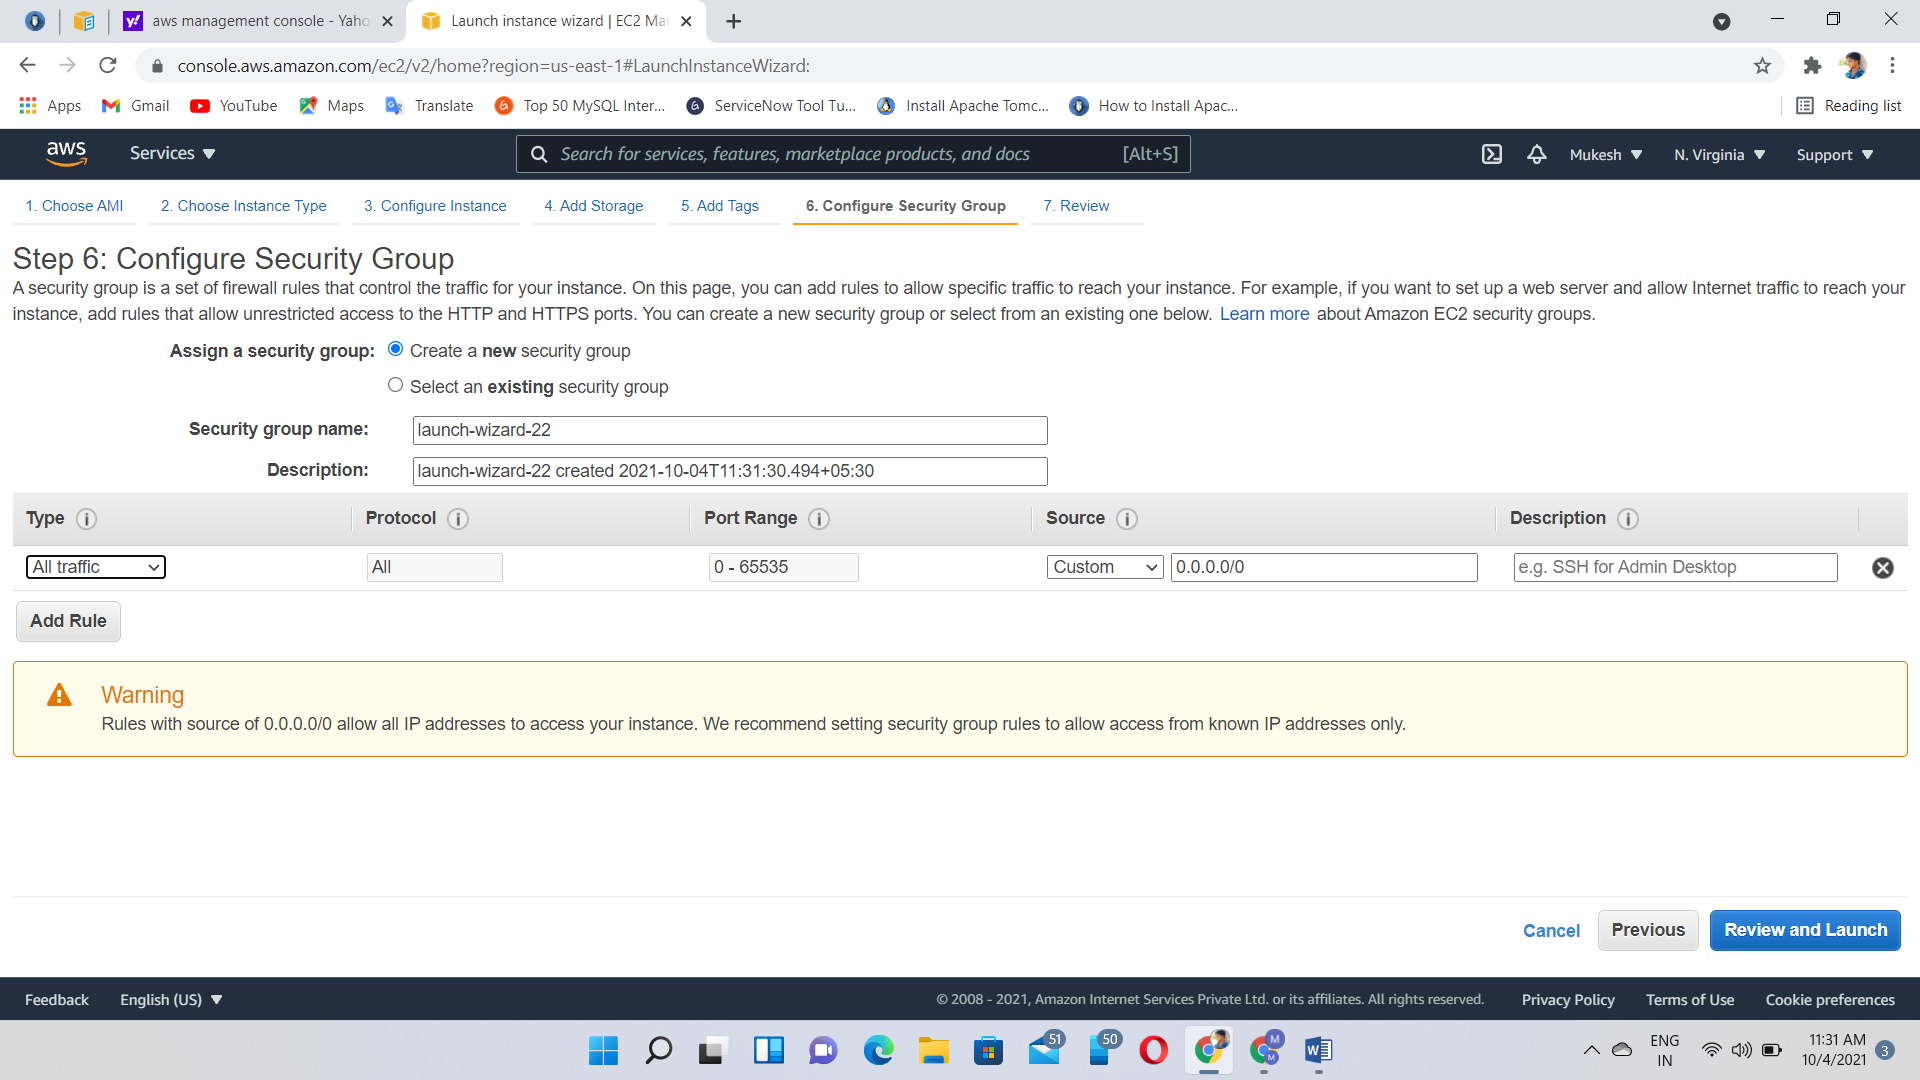 aws management console - Yaho
Launch instance wizard | EC2 Mar
console.aws.amazon.com/ec2/v2/home?region=us-east-1#LaunchInstanceWizard:
Apps Gmail YouTube Maps Translate Top 50 MySQL Inter... ServiceNow Tool Tu... Install Apache Tomc... How to Install Apac... Reading list
aws Services Search for services, features, marketplace products, and docs [Alt+S] Mukesh N. Virginia Support
1. Choose AMI 2. Choose Instance Type 3. Configure Instance 4. Add Storage 5. Add Tags 6. Configure Security Group 7. Review
Step 6: Configure Security Group
A security group is a set of firewall rules that control the traffic for your instance. On this page, you can add rules to allow specific traffic to reach your instance. For example, if you want to set up a web server and allow Internet traffic to reach your
instance, add rules that allow unrestricted access to the HTTP and HTTPS ports. You can create a new security group or select from an existing one below. Learn more about Amazon EC2 security groups.
Assign a security group: Create a new security group
Select an existing security group
Security group name: launch-wizard-22
Description: launch-wizard-22 created 2021-10-04T11:31:30.494+05:30
Type Protocol Port Range Source Description
All traffic All 0 - 65535 Custom 0.0.0.0/0 e.g. SSH for Admin Desktop
Add Rule
Warning
Rules with source of 0.0.0.0/0 allow all IP addresses to access your instance. We recommend setting security group rules to allow access from known IP addresses only.
Cancel Previous Review and Launch
Feedback English (US) © 2008 - 2021, Amazon Internet Services Private Ltd. or its affiliates. All rights reserved. Privacy Policy Terms of Use Cookie preferences
51 50 M M ENG 11:31 AM
IN 10/4/2021 3